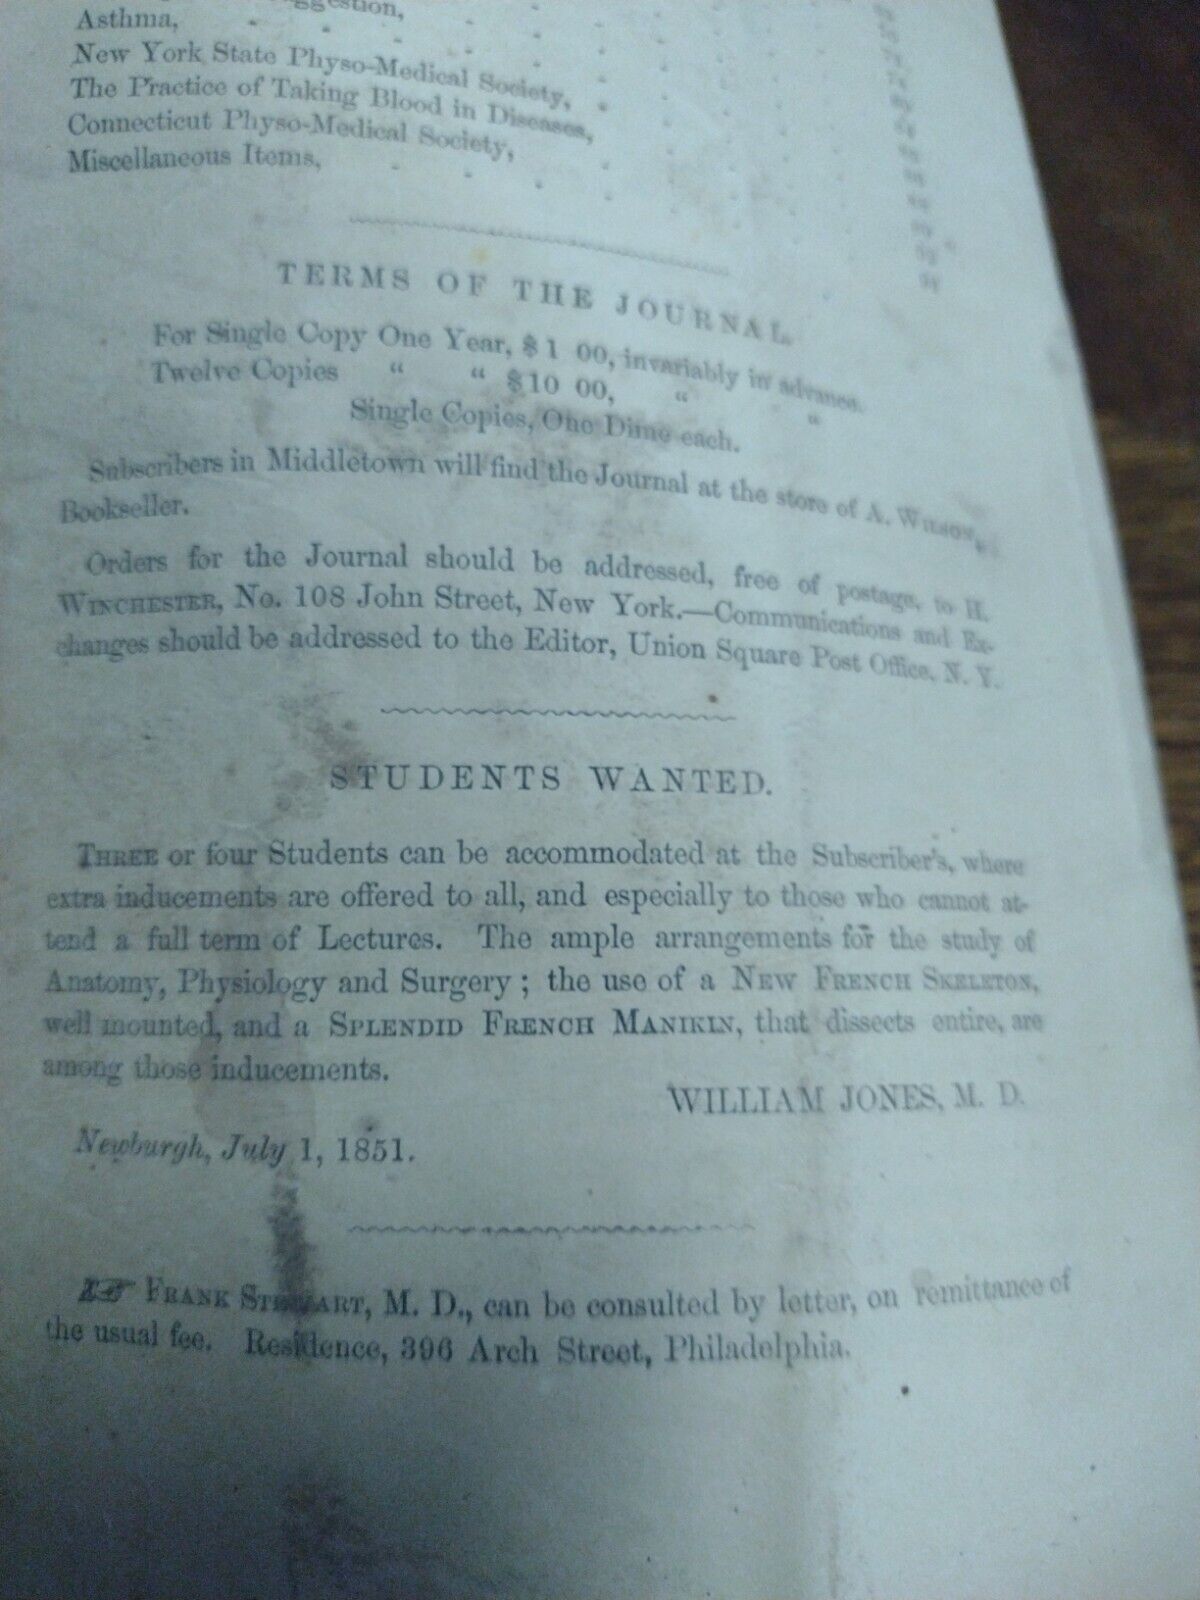 Asthma,
New York State Physo-Medical Society,
The Practice of Taking Blood in Diseases,
Connecticut Physo-Medical Society,
Miscellaneous Items,
TERMS OF THE JOURNAL.
For Single Copy One Year, $1 00, invariably in advance.
Twelve Copies " " $10 00, " "
Single Copies, One Dime each.
Subscribers in Middletown will find the Journal at the store of A. WILSON,
Bookseller.
Orders for the Journal should be addressed, free of postage, to H.
WINCHESTER, No. 108 John Street, New York.—Communications and Ex-
changes should be addressed to the Editor, Union Square Post Office, N. Y.
STUDENTS WANTED.
THREE or four Students can be accommodated at the Subscriber's, where
extra inducements are offered to all, and especially to those who cannot at-
tend a full term of Lectures. The ample arrangements for the study of
Anatomy, Physiology and Surgery; the use of a NEW FRENCH SKELETON,
well mounted, and a SPLENDID FRENCH MANIKIN, that dissects entire, are
among those inducements.
WILLIAM JONES, M. D.
Newburgh, July 1, 1851.
☞ FRANK STEWART, M. D., can be consulted by letter, on remittance of
the usual fee. Residence, 396 Arch Street, Philadelphia.